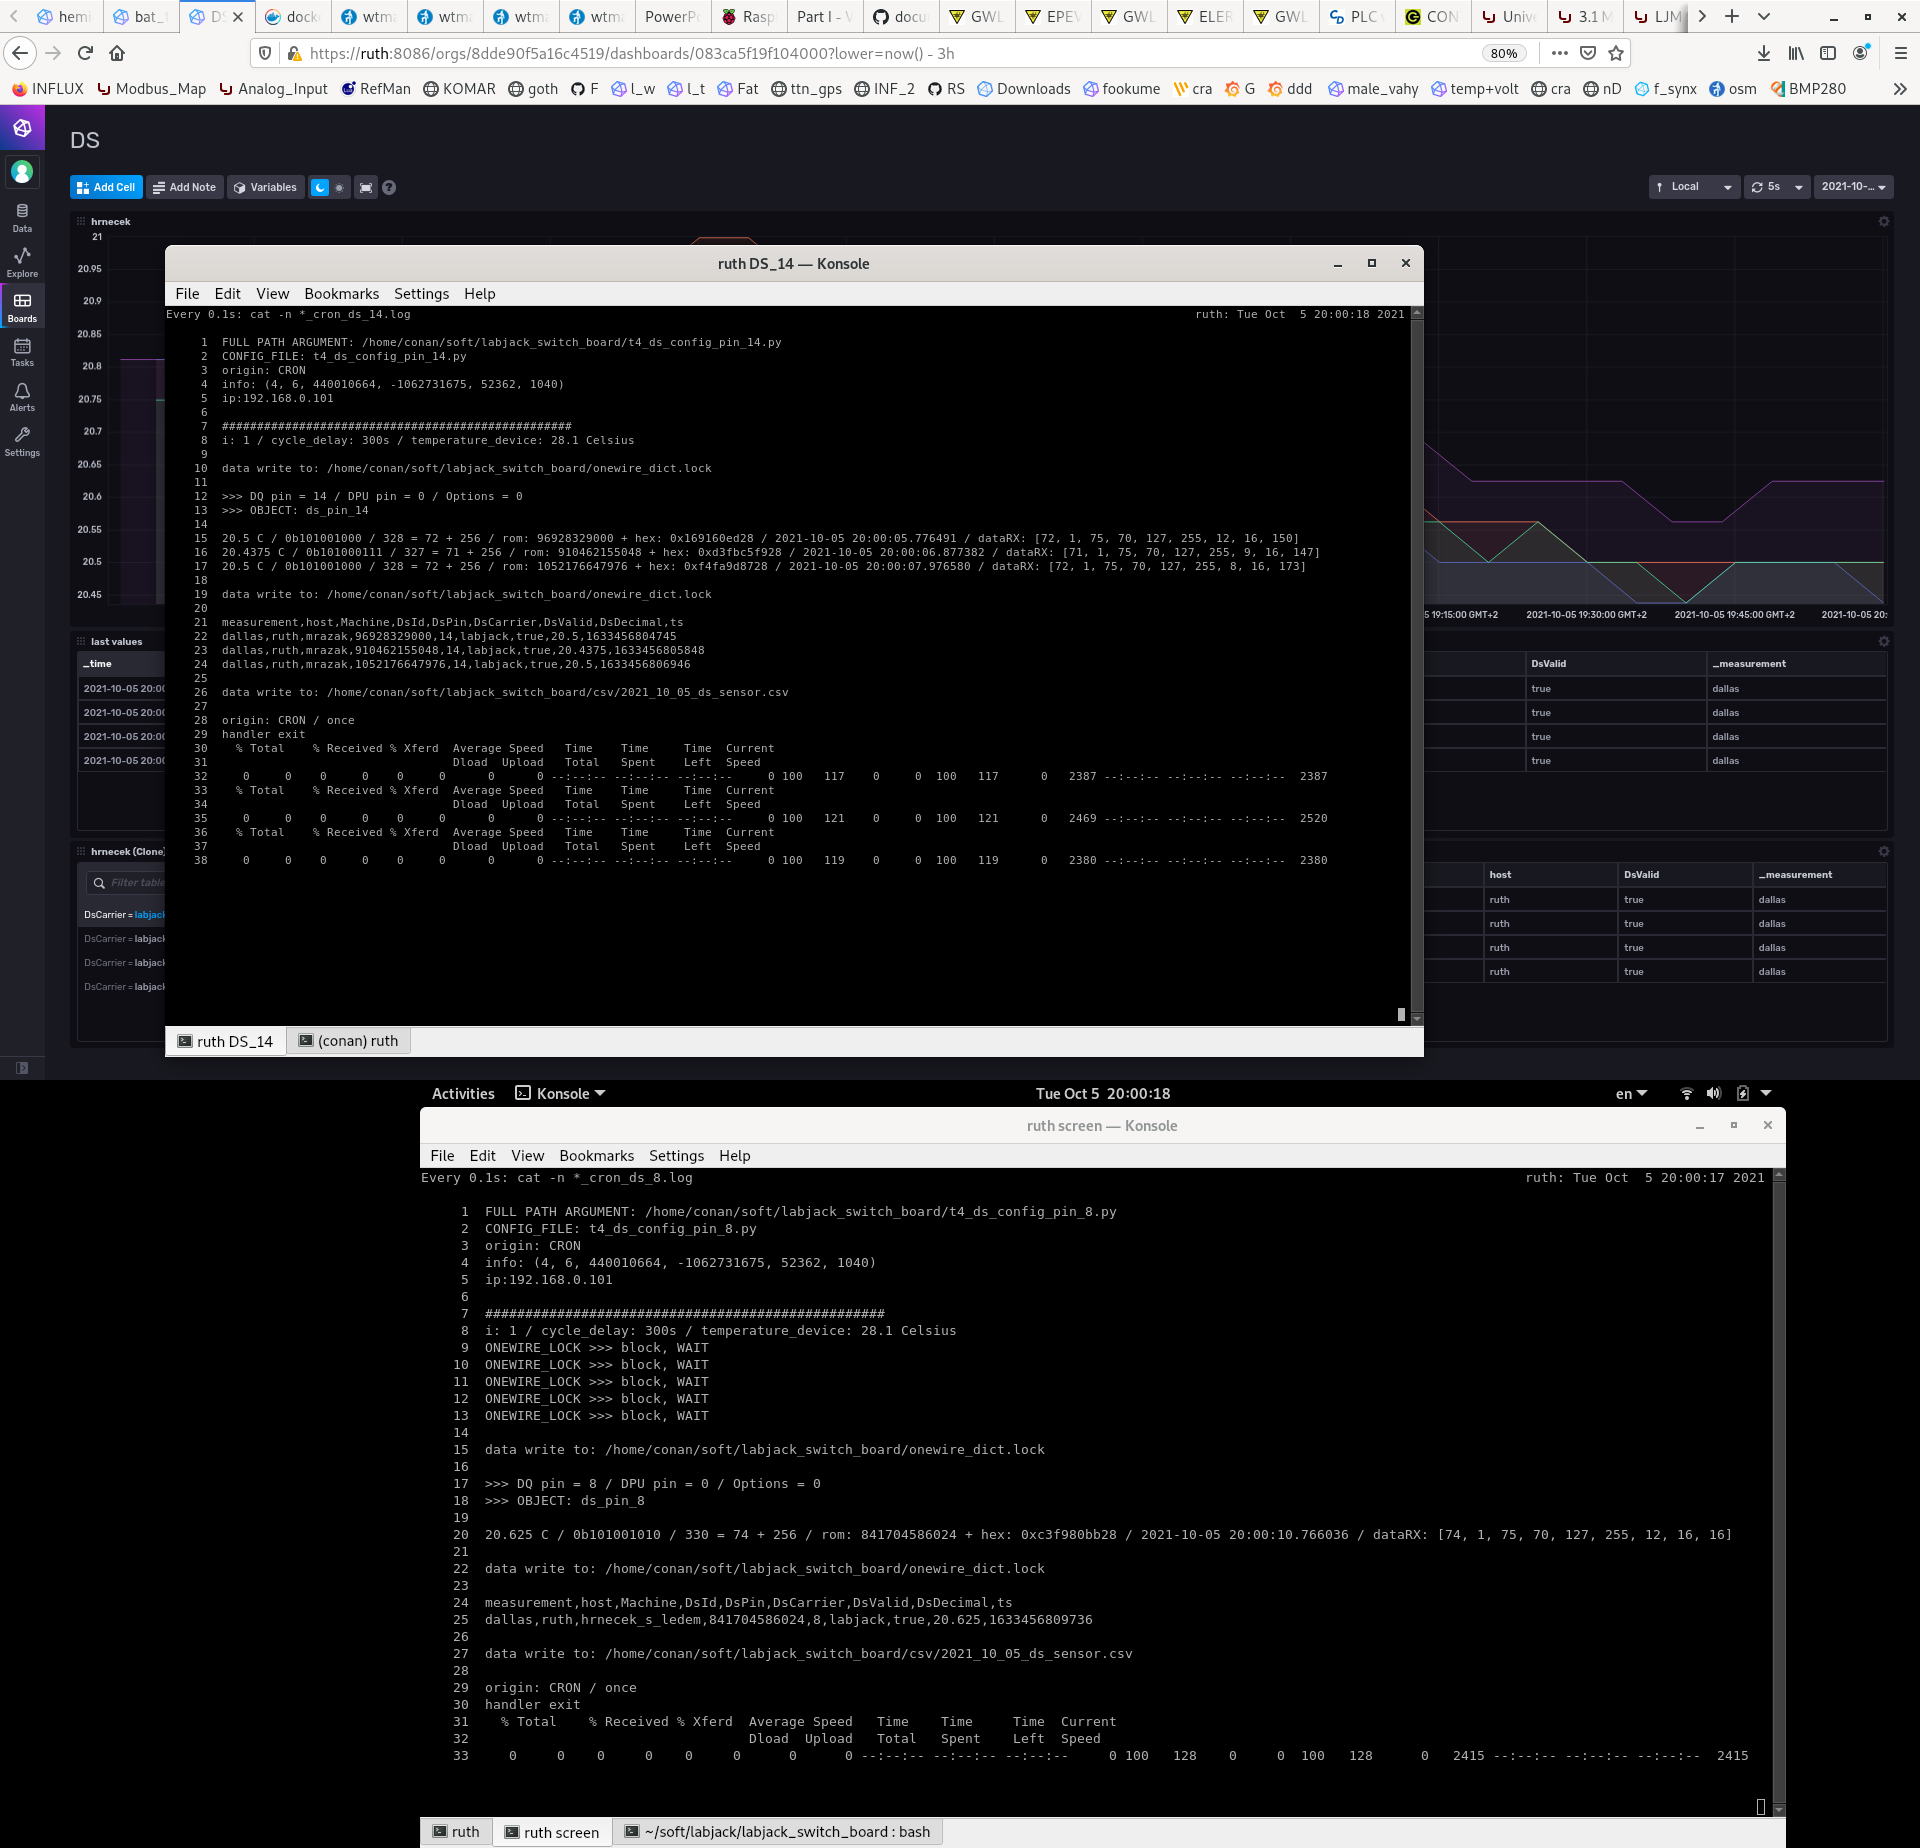 hemi
bat_
DS
docke
wtma
wtma
wtma
wtma
PowerPo
Rasp
Part I - V
docu
GWL
EPEV
GWL
ELER
GWL
PLC
CON
Unive
3.1 M
LJM
https://ruth:8086/orgs/8dde90f5a16c4519/dashboards/083ca5f19f104000?lower=now() - 3h
80%
INFLUX Modbus_Map Analog_Input RefMan KOMAR goth F l_w l_t Fat ttn_gps INF_2 RS Downloads fookume cra G ddd male_vahy temp+volt cra nD f_synx osm BMP280
DS
Add Cell Add Note Variables
Local 5s 2021-10-...
Data
Explore
Boards
Tasks
Alerts
Settings
hrnecek
21
20.95
20.9
20.85
20.8
20.75
20.7
20.65
20.6
20.55
20.5
20.45
5 19:15:00 GMT+2 2021-10-05 19:30:00 GMT+2 2021-10-05 19:45:00 GMT+2 2021-10-05 20:
last values
_time DsValid _measurement
2021-10-05 20:00 true dallas
2021-10-05 20:00 true dallas
2021-10-05 20:00 true dallas
2021-10-05 20:00 true dallas
hrnecek (Clone)
Filter table
host DsValid _measurement
DsCarrier = labjack
DsCarrier = labjack
DsCarrier = labjack
DsCarrier = labjack
ruth true dallas
ruth true dallas
ruth true dallas
ruth true dallas
ruth DS_14 — Konsole
File Edit View Bookmarks Settings Help
Every 0.1s: cat -n *_cron_ds_14.log ruth: Tue Oct  5 20:00:18 2021
1 FULL PATH ARGUMENT: /home/conan/soft/labjack_switch_board/t4_ds_config_pin_14.py
2 CONFIG_FILE: t4_ds_config_pin_14.py
3 origin: CRON
4 info: (4, 6, 440010664, -1062731675, 52362, 1040)
5 ip:192.168.0.101
6
7 ##################################################
8 i: 1 / cycle_delay: 300s / temperature_device: 28.1 Celsius
9
10 data write to: /home/conan/soft/labjack_switch_board/onewire_dict.lock
11
12 >>> DQ pin = 14 / DPU pin = 0 / Options = 0
13 >>> OBJECT: ds_pin_14
14
15 20.5 C / 0b101001000 / 328 = 72 + 256 / rom: 96928329000 + hex: 0x169160ed28 / 2021-10-05 20:00:05.776491 / dataRX: [72, 1, 75, 70, 127, 255, 12, 16, 150]
16 20.4375 C / 0b101000111 / 327 = 71 + 256 / rom: 910462155048 + hex: 0xd3fbc5f928 / 2021-10-05 20:00:06.877382 / dataRX: [71, 1, 75, 70, 127, 255, 9, 16, 147]
17 20.5 C / 0b101001000 / 328 = 72 + 256 / rom: 1052176647976 + hex: 0xf4fa9d8728 / 2021-10-05 20:00:07.976580 / dataRX: [72, 1, 75, 70, 127, 255, 8, 16, 173]
18
19 data write to: /home/conan/soft/labjack_switch_board/onewire_dict.lock
20
21 measurement,host,Machine,DsId,DsPin,DsCarrier,DsValid,DsDecimal,ts
22 dallas,ruth,mrazak,96928329000,14,labjack,true,20.5,1633456804745
23 dallas,ruth,mrazak,910462155048,14,labjack,true,20.4375,1633456805848
24 dallas,ruth,mrazak,1052176647976,14,labjack,true,20.5,1633456806946
25
26 data write to: /home/conan/soft/labjack_switch_board/csv/2021_10_05_ds_sensor.csv
27
28 origin: CRON / once
29 handler exit
30 % Total % Received % Xferd Average Speed Time Time Time Current
31 Dload Upload Total Spent Left Speed
32 0 0 0 0 0 0 0 0 --:--:-- --:--:-- --:--:-- 0 100 117 0 0 100 117 0 2387 --:--:-- --:--:-- --:--:-- 2387
33 % Total % Received % Xferd Average Speed Time Time Time Current
34 Dload Upload Total Spent Left Speed
35 0 0 0 0 0 0 0 0 --:--:-- --:--:-- --:--:-- 0 100 121 0 0 100 121 0 2469 --:--:-- --:--:-- --:--:-- 2520
36 % Total % Received % Xferd Average Speed Time Time Time Current
37 Dload Upload Total Spent Left Speed
38 0 0 0 0 0 0 0 0 --:--:-- --:--:-- --:--:-- 0 100 119 0 0 100 119 0 2380 --:--:-- --:--:-- --:--:-- 2380
ruth DS_14 (conan) ruth
Activities Konsole Tue Oct 5 20:00:18 en
ruth screen — Konsole
File Edit View Bookmarks Settings Help
Every 0.1s: cat -n *_cron_ds_8.log ruth: Tue Oct  5 20:00:17 2021
1 FULL PATH ARGUMENT: /home/conan/soft/labjack_switch_board/t4_ds_config_pin_8.py
2 CONFIG_FILE: t4_ds_config_pin_8.py
3 origin: CRON
4 info: (4, 6, 440010664, -1062731675, 52362, 1040)
5 ip:192.168.0.101
6
7 ##################################################
8 i: 1 / cycle_delay: 300s / temperature_device: 28.1 Celsius
9 ONEWIRE_LOCK >>> block, WAIT
10 ONEWIRE_LOCK >>> block, WAIT
11 ONEWIRE_LOCK >>> block, WAIT
12 ONEWIRE_LOCK >>> block, WAIT
13 ONEWIRE_LOCK >>> block, WAIT
14
15 data write to: /home/conan/soft/labjack_switch_board/onewire_dict.lock
16
17 >>> DQ pin = 8 / DPU pin = 0 / Options = 0
18 >>> OBJECT: ds_pin_8
19
20 20.625 C / 0b101001010 / 330 = 74 + 256 / rom: 841704586024 + hex: 0xc3f980bb28 / 2021-10-05 20:00:10.766036 / dataRX: [74, 1, 75, 70, 127, 255, 12, 16, 16]
21
22 data write to: /home/conan/soft/labjack_switch_board/onewire_dict.lock
23
24 measurement,host,Machine,DsId,DsPin,DsCarrier,DsValid,DsDecimal,ts
25 dallas,ruth,hrnecek_s_ledem,841704586024,8,labjack,true,20.625,1633456809736
26
27 data write to: /home/conan/soft/labjack_switch_board/csv/2021_10_05_ds_sensor.csv
28
29 origin: CRON / once
30 handler exit
31 % Total % Received % Xferd Average Speed Time Time Time Current
32 Dload Upload Total Spent Left Speed
33 0 0 0 0 0 0 0 0 --:--:-- --:--:-- --:--:-- 0 100 128 0 0 100 128 0 2415 --:--:-- --:--:-- --:--:-- 2415
ruth ruth screen ~/soft/labjack/labjack_switch_board : bash